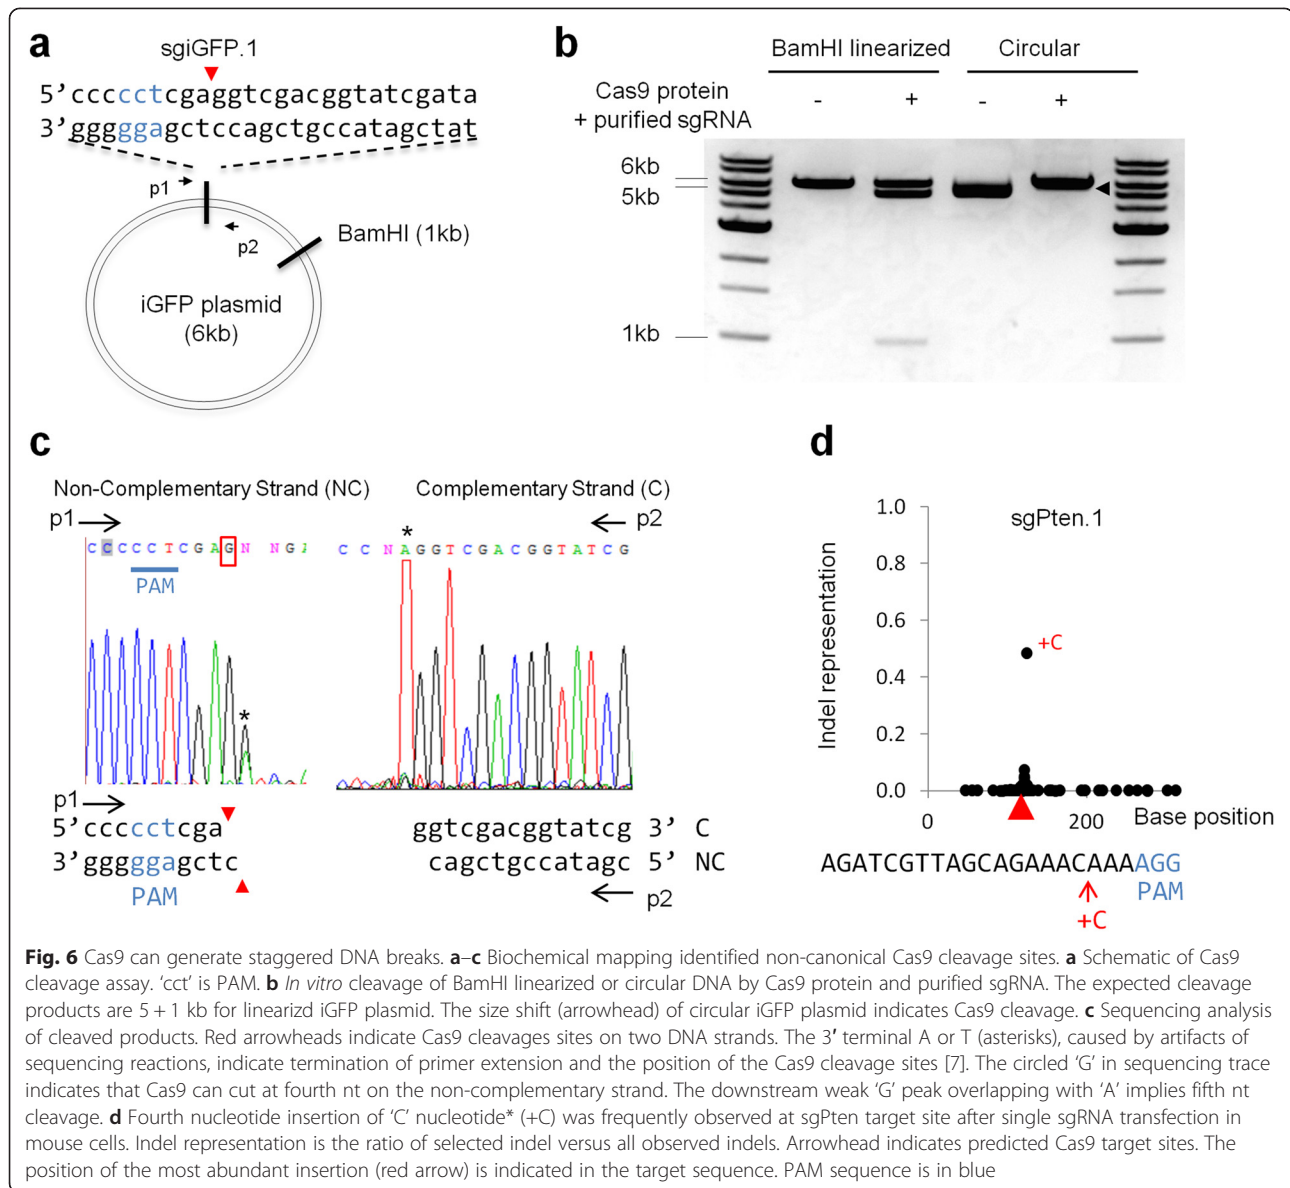 a
sgiGFP.1
5’ccccctcgaggtcgacggtatcgata
3’gggggagctccagctgccatagctat
p1
p2
BamHI (1kb)
iGFP plasmid
(6kb)
b
BamHI linearized Circular
Cas9 protein
+ purified sgRNA
- + - +
6kb
5kb
1kb
c
Non-Complementary Strand (NC) Complementary Strand (C)
p1 p2
*
C C C C C T C G A G N N G
C C N A G G T C G A C G G T A T C G
PAM
*
p1
5’ccccctcga ggtcgacggtatcg 3’ C
3’gggggagctc cagctgccatagc 5’ NC
PAM p2
d
sgPten.1
Indel representation
1.0
0.8
0.6
0.4
0.2
0.0
+C
0 200 Base position
AGATCGTTAGCAGAAACAAAAGG
PAM
+C
Fig. 6 Cas9 can generate staggered DNA breaks. a–c Biochemical mapping identified non-canonical Cas9 cleavage sites. a Schematic of Cas9
cleavage assay. ‘cct’ is PAM. b In vitro cleavage of BamHI linearized or circular DNA by Cas9 protein and purified sgRNA. The expected cleavage
products are 5 + 1 kb for linearizd iGFP plasmid. The size shift (arrowhead) of circular iGFP plasmid indicates Cas9 cleavage. c Sequencing analysis
of cleaved products. Red arrowheads indicate Cas9 cleavages sites on two DNA strands. The 3′ terminal A or T (asterisks), caused by artifacts of
sequencing reactions, indicate termination of primer extension and the position of the Cas9 cleavage sites [7]. The circled ‘G’ in sequencing trace
indicates that Cas9 can cut at fourth nt on the non-complementary strand. The downstream weak ‘G’ peak overlapping with ‘A’ implies fifth nt
cleavage. d Fourth nucleotide insertion of ‘C’ nucleotide* (+C) was frequently observed at sgPten target site after single sgRNA transfection in
mouse cells. Indel representation is the ratio of selected indel versus all observed indels. Arrowhead indicates predicted Cas9 target sites. The
position of the most abundant insertion (red arrow) is indicated in the target sequence. PAM sequence is in blue